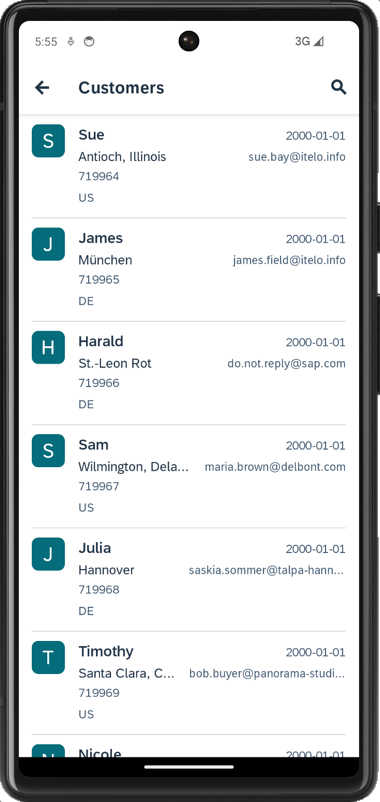 5:55 3G
Customers
S Sue 2000-01-01
Antioch, Illinois sue.bay@itelo.info
719964
US
J James 2000-01-01
München james.field@itelo.info
719965
DE
H Harald 2000-01-01
St.-Leon Rot do.not.reply@sap.com
719966
DE
S Sam 2000-01-01
Wilmington, Dela... maria.brown@delbont.com
719967
US
J Julia 2000-01-01
Hannover saskia.sommer@talpa-hann...
719968
DE
T Timothy 2000-01-01
Santa Clara, C... bob.buyer@panorama-studi...
719969
US
Nicole 2000-01-01